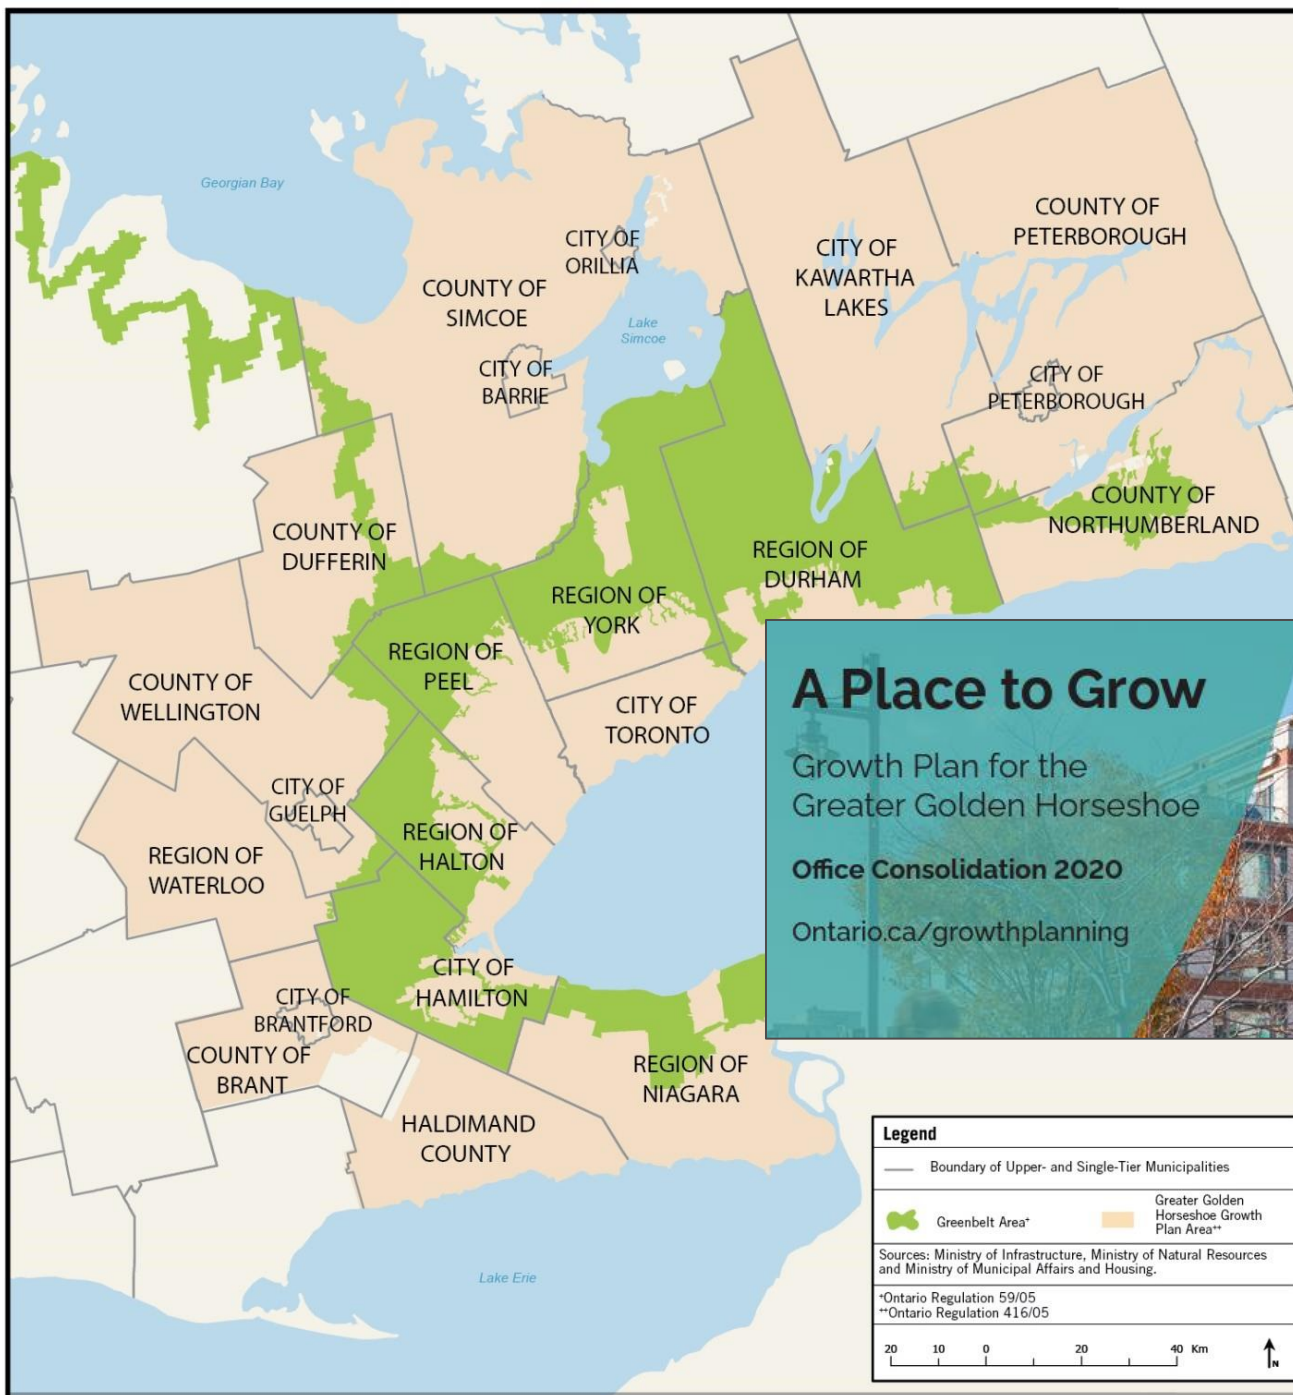 Georgian Bay
COUNTY OF
PETERBOROUGH
CITY OF
ORILLIA
CITY OF
KAWARTHA
LAKES
COUNTY OF
SIMCOE
Lake
Simcoe
CITY OF
BARRIE
CITY OF
PETERBOROUGH
COUNTY OF
NORTHUMBERLAND
COUNTY OF
DUFFERIN
REGION OF
DURHAM
REGION OF
YORK
REGION OF
PEEL
COUNTY OF
WELLINGTON
CITY OF
TORONTO
CITY OF
GUELPH
REGION OF
HALTON
REGION OF
WATERLOO
CITY OF
HAMILTON
CITY OF
BRANTFORD
COUNTY OF
BRANT
REGION OF
NIAGARA
HALDIMAND
COUNTY
Lake Erie
A Place to Grow
Growth Plan for the
Greater Golden Horseshoe
Office Consolidation 2020
Ontario.ca/growthplanning
Legend
Boundary of Upper- and Single-Tier Municipalities
Greenbelt Area+
Greater Golden
Horseshoe Growth
Plan Area++
Sources: Ministry of Infrastructure, Ministry of Natural Resources
and Ministry of Municipal Affairs and Housing.
+Ontario Regulation 59/05
++Ontario Regulation 416/05
20 10 0 20 40 Km
N